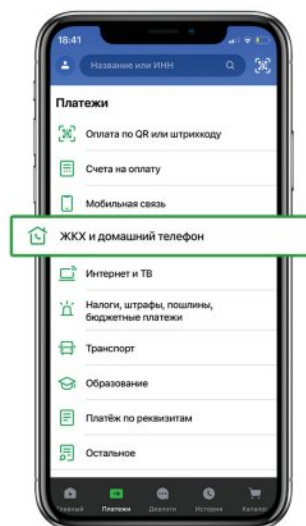 18:41
Название или ИНН
Платежи
Оплата по QR или штрихкоду
Счета на оплату
Мобильная связь
ЖКХ и домашний телефон
Интернет и ТВ
Налоги, штрафы, пошлины,
бюджетные платежи
Транспорт
Образование
Платёж по реквизитам
Остальное
Главный Платежи Диалоги История Каталог